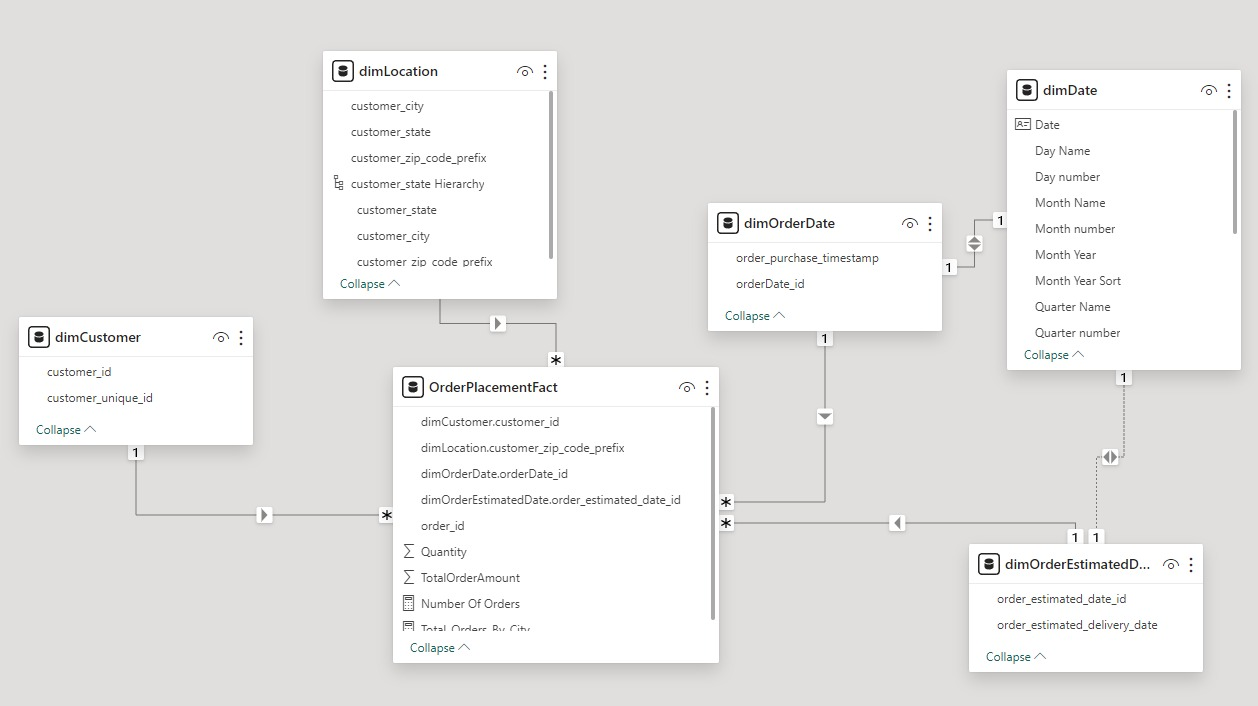 dimLocation
customer_city
customer_state
customer_zip_code_prefix
customer_state Hierarchy
customer_state
customer_city
customer_zip_code_prefix
Collapse
dimDate
Date
Day Name
Day number
Month Name
Month number
Month Year
Month Year Sort
Quarter Name
Quarter number
Collapse
dimOrderDate
order_purchase_timestamp
orderDate_id
Collapse
1
1
1
dimCustomer
customer_id
customer_unique_id
Collapse
1
*
*
OrderPlacementFact
dimCustomer.customer_id
dimLocation.customer_zip_code_prefix
dimOrderDate.orderDate_id
dimOrderEstimatedDate.order_estimated_date_id
order_id
Quantity
TotalOrderAmount
Number Of Orders
Total_Orders_By_City
Collapse
*
*
1
1
1
dimOrderEstimatedD...
order_estimated_date_id
order_estimated_delivery_date
Collapse